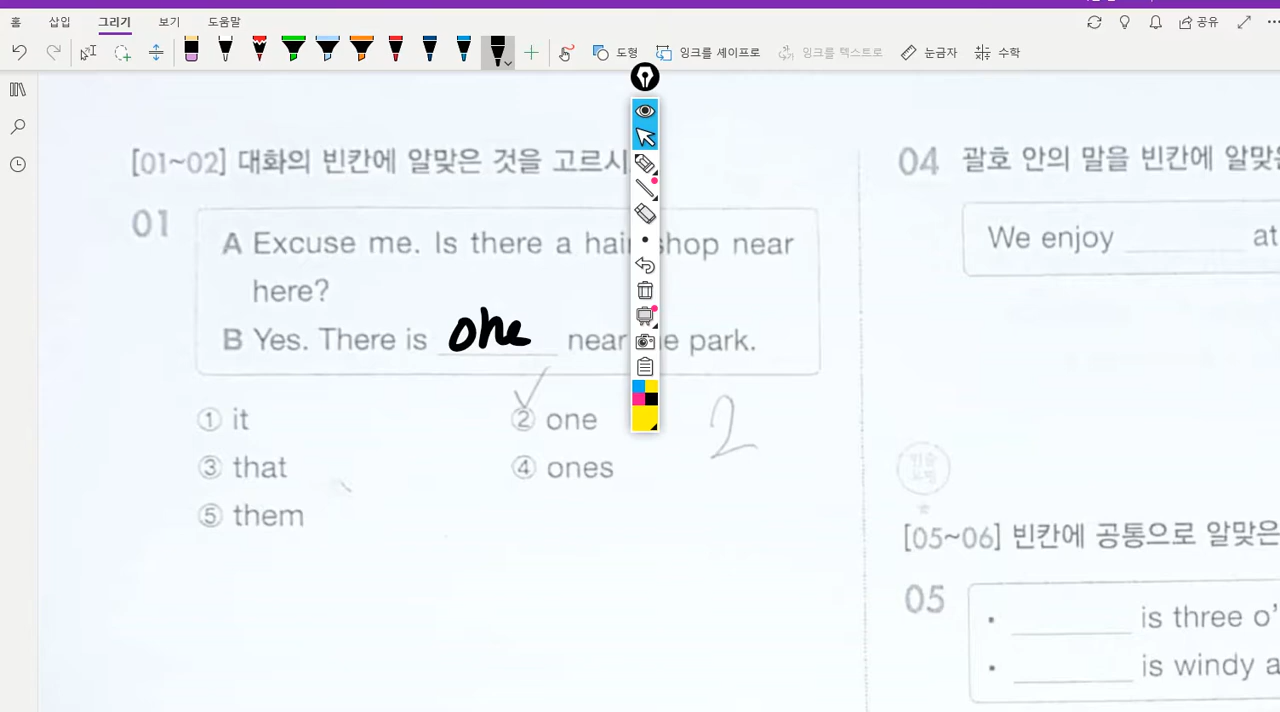 홈 삽입 그리기 보기 도움말 공유
도형 잉크를 셰이프로 잉크를 텍스트로 눈금자 수학
[01~02] 대화의 빈칸에 알맞은 것을 고르시
01
A Excuse me. Is there a hair shop near
here?
B Yes. There is one near park.
① it
② one
③ that
④ ones
⑤ them
2
04 괄호 안의 말을 빈칸에
We enjoy ________ at
[05~06] 빈칸에 공통으로 알맞은
05
• ________ is three o'
• ________ is windy a